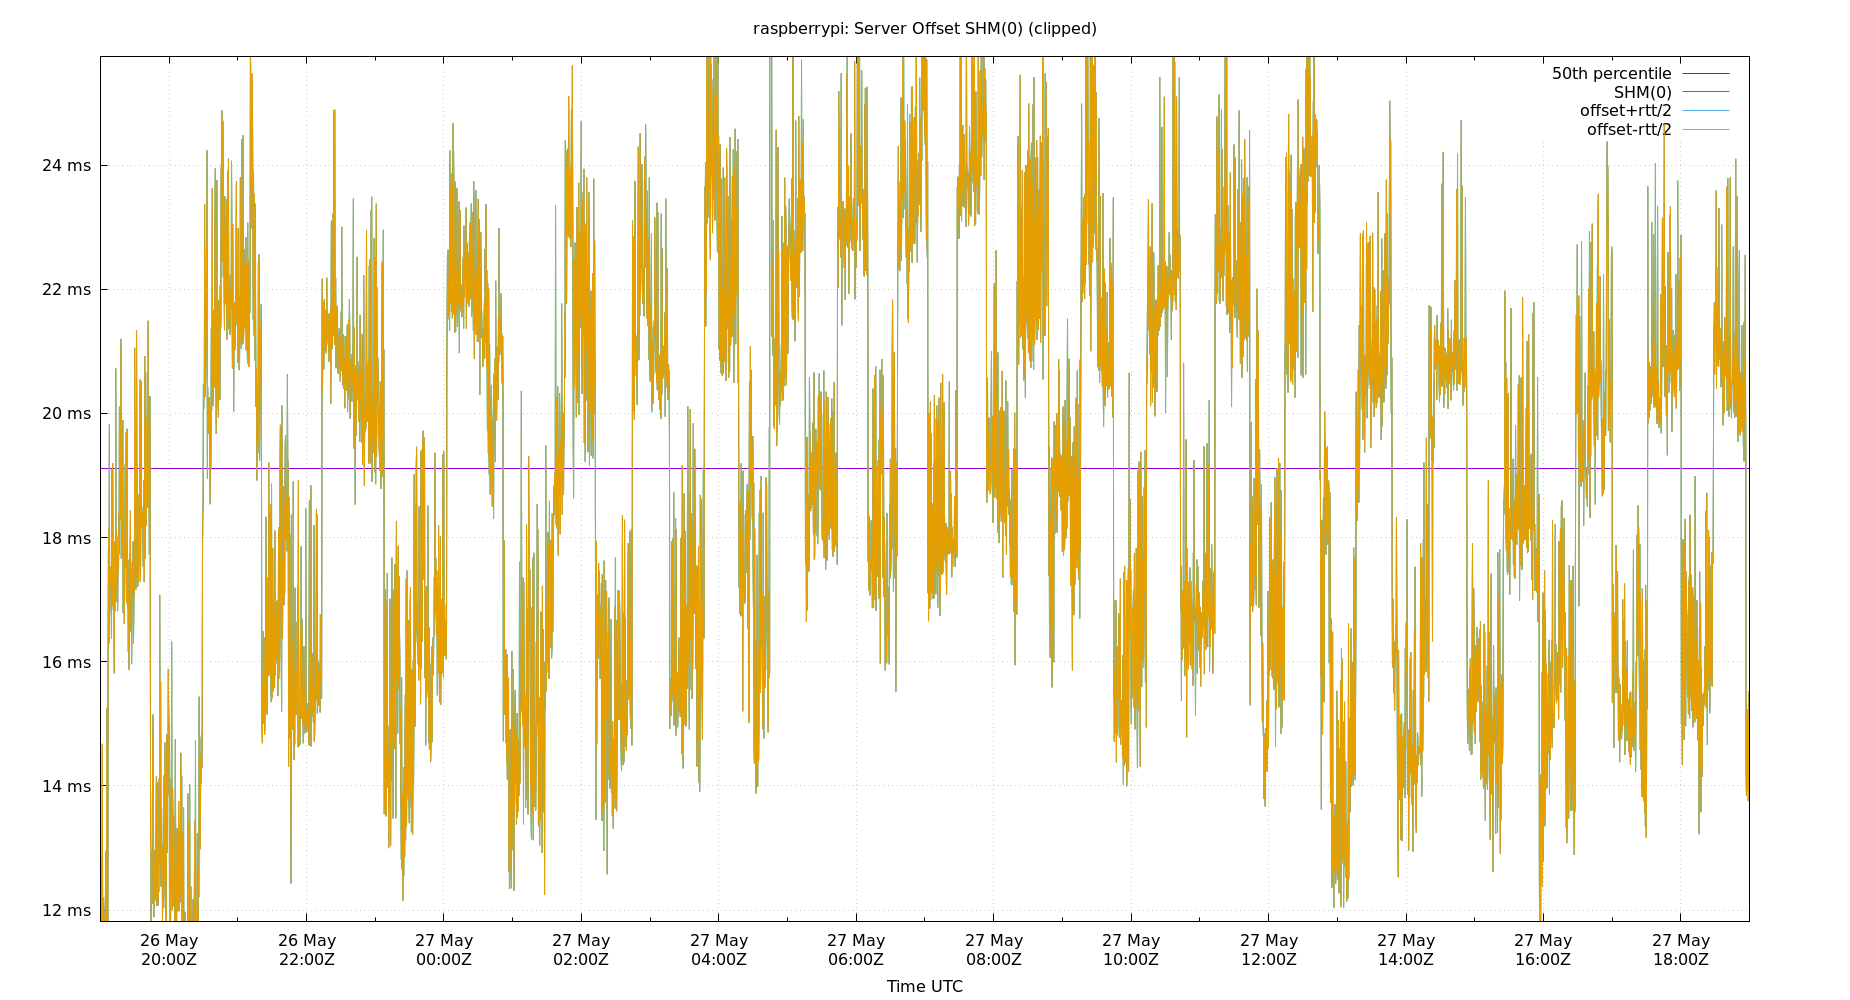 raspberrypi: Server Offset SHM(0) (clipped)
50th percentile
SHM(0)
offset+rtt/2
offset-rtt/2
24 ms
22 ms
20 ms
18 ms
16 ms
14 ms
12 ms
26 May 26 May 27 May 27 May 27 May 27 May 27 May 27 May 27 May 27 May 27 May 27 May
20:00Z 22:00Z 00:00Z 02:00Z 04:00Z 06:00Z 08:00Z 10:00Z 12:00Z 14:00Z 16:00Z 18:00Z
Time UTC